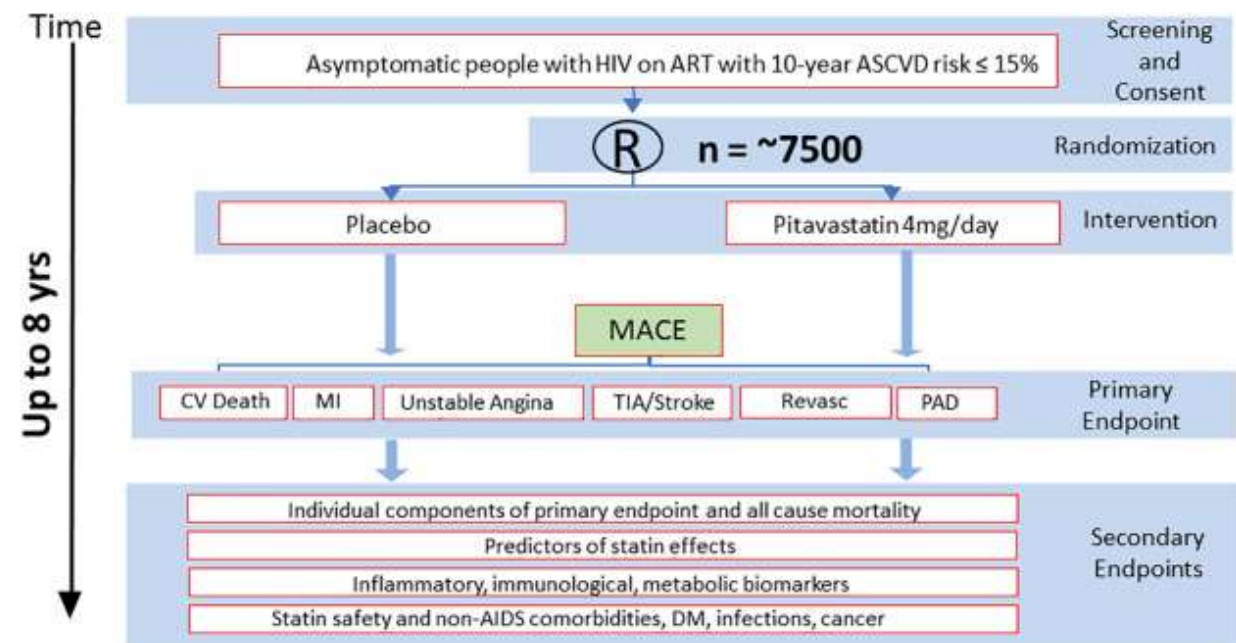 Time
Screening
and
Consent
Asymptomatic people with HIV on ART with 10-year ASCVD risk ≤ 15%
R n = ~7500
Randomization
Placebo
Pitavastatin 4mg/day
Intervention
Up to 8 yrs
MACE
CV Death
MI
Unstable Angina
TIA/Stroke
Revasc
PAD
Primary
Endpoint
Individual components of primary endpoint and all cause mortality
Predictors of statin effects
Inflammatory, immunological, metabolic biomarkers
Statin safety and non-AIDS comorbidities, DM, infections, cancer
Secondary
Endpoints